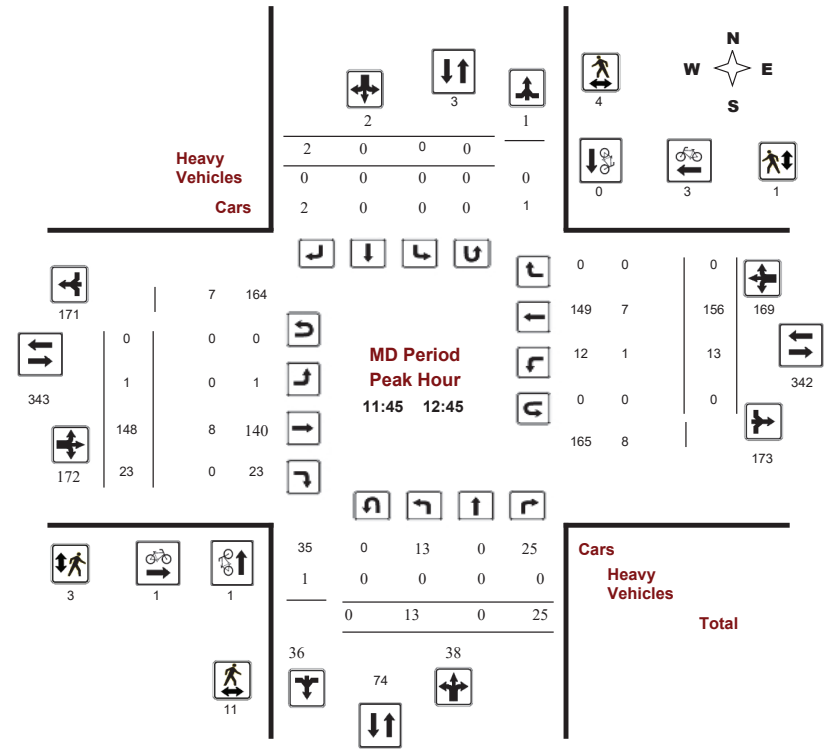 N
W E
S
2 3 1 4
2 0 0 0
Heavy
Vehicles
0 0 0 0 0
Cars 2 0 0 0 1
0 3 1
171 7 164
0 0 0
343 1 0 1
148 8 140
172 23 0 23
MD Period
Peak Hour
11:45 12:45
0 0 0
149 7 156 169
12 1 13
342
0 0 0
165 8
173
35 0 13 0 25 Cars
1 0 0 0 0 Heavy
Vehicles
0 13 0 25 Total
3 1 1
36 38
74
11